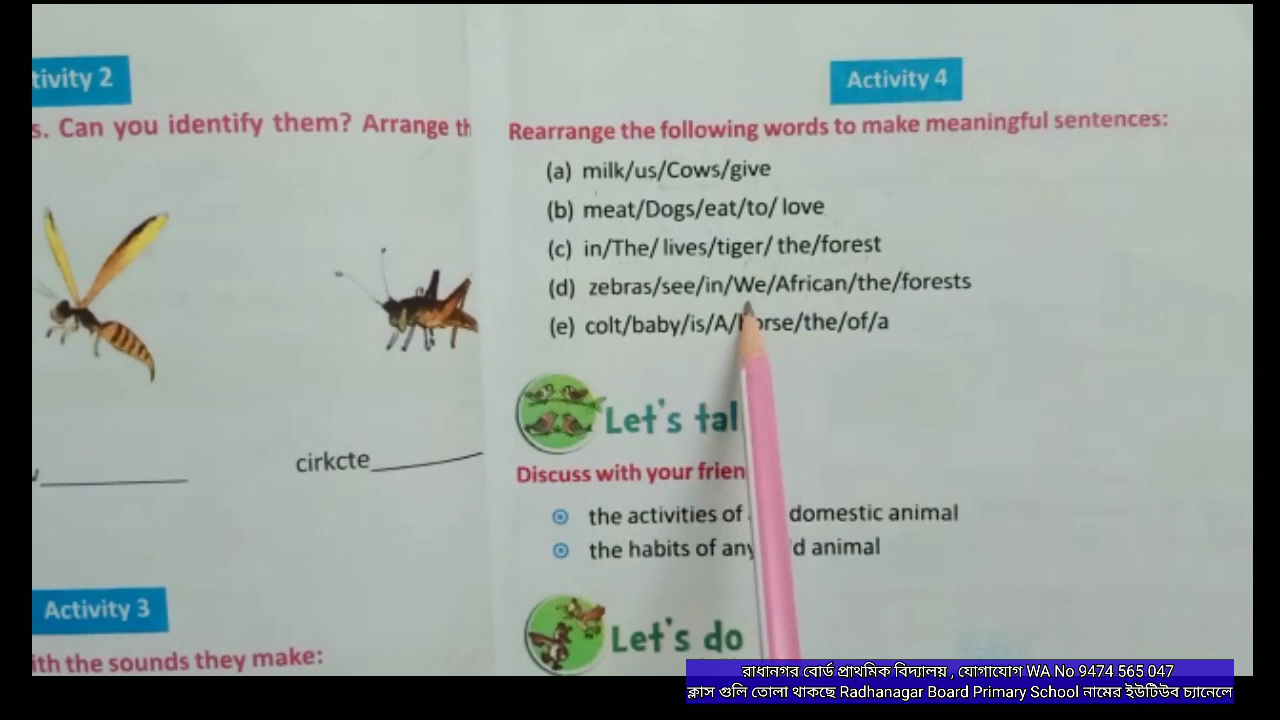 tivity 2
s. Can you identify them? Arrange th
cirkcte
Activity 3
ith the sounds they make:
Activity 4
Rearrange the following words to make meaningful sentences:
(a) milk/us/Cows/give
(b) meat/Dogs/eat/to/ love
(c) in/The/ lives/tiger/ the/forest
(d) zebras/see/in/We/African/the/forests
(e) colt/baby/is/A/horse/the/of/a
Let's tal
Discuss with your frien
the activities of domestic animal
the habits of any d animal
Let's do
রাধানগর বোর্ড প্রাথমিক বিদ্যালয় , যোগাযোগ WA No 9474 565 047
ক্লাস গুলি তোলা থাকছে Radhanagar Board Primary School নামের ইউটিউব চ্যানেলে